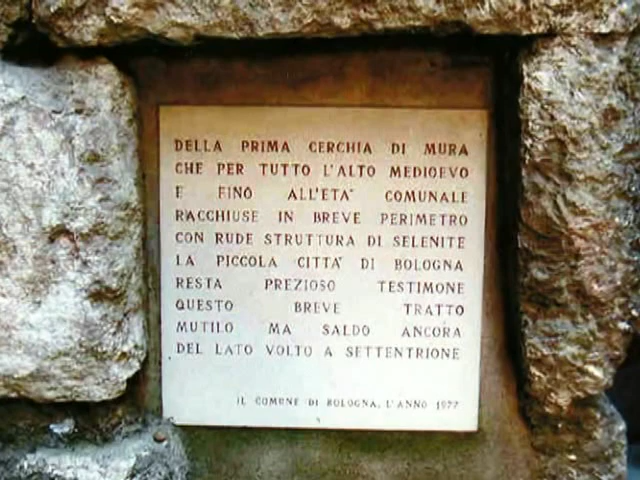 DELLA PRIMA CERCHIA DI MURA
CHE PER TUTTO L'ALTO MEDIOEVO
E FINO ALL'ETA' COMUNALE
RACCHIUSE IN BREVE PERIMETRO
CON RUDE STRUTTURA DI SELENITE
LA PICCOLA CITTA' DI BOLOGNA
RESTA PREZIOSO TESTIMONE
QUESTO BREVE TRATTO
MUTILO MA SALDO ANCORA
DEL LATO VOLTO A SETTENTRIONE
IL COMUNE DI BOLOGNA, L'ANNO 1977